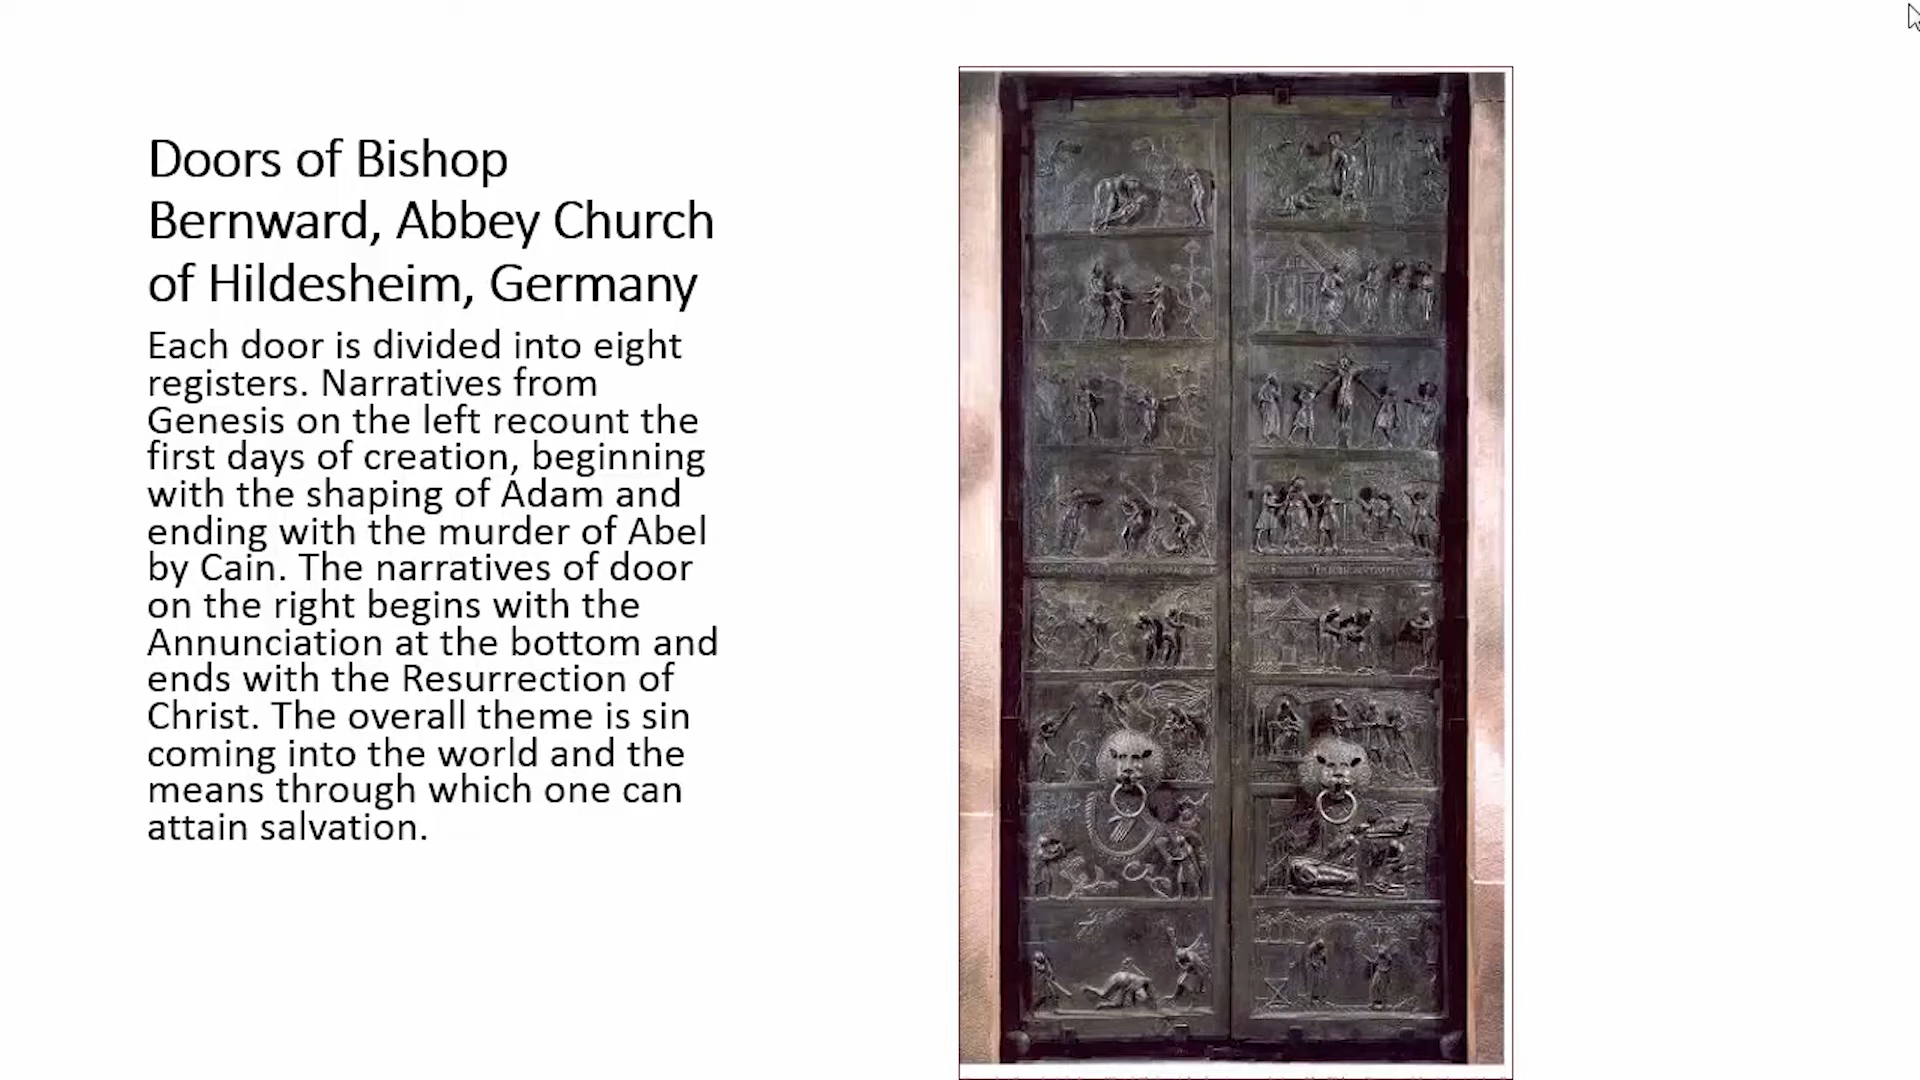 Doors of Bishop
Bernward, Abbey Church
of Hildesheim, Germany
Each door is divided into eight
registers. Narratives from
Genesis on the left recount the
first days of creation, beginning
with the shaping of Adam and
ending with the murder of Abel
by Cain. The narratives of door
on the right begins with the
Annunciation at the bottom and
ends with the Resurrection of
Christ. The overall theme is sin
coming into the world and the
means through which one can
attain salvation.